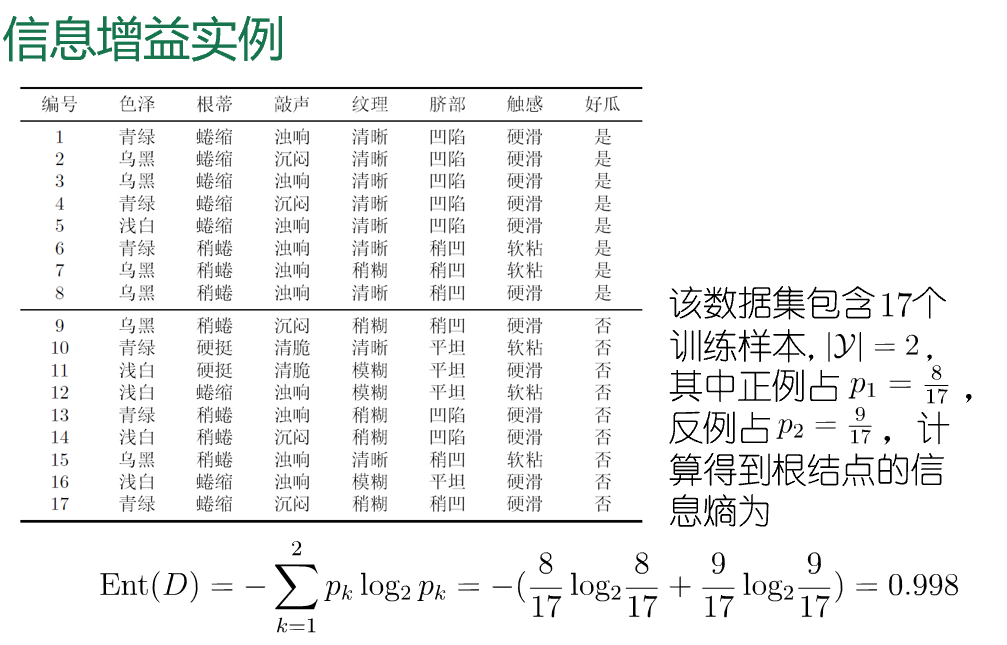 信息增益实例
编号 色泽 根蒂 敲声 纹理 脐部 触感 好瓜
1 青绿 蜷缩 浊响 清晰 凹陷 硬滑 是
2 乌黑 蜷缩 沉闷 清晰 凹陷 硬滑 是
3 乌黑 蜷缩 浊响 清晰 凹陷 硬滑 是
4 青绿 蜷缩 沉闷 清晰 凹陷 硬滑 是
5 浅白 蜷缩 浊响 清晰 凹陷 硬滑 是
6 青绿 稍蜷 浊响 清晰 稍凹 软粘 是
7 乌黑 稍蜷 浊响 稍糊 稍凹 软粘 是
8 乌黑 稍蜷 浊响 清晰 稍凹 硬滑 是
9 乌黑 稍蜷 沉闷 稍糊 稍凹 硬滑 否
10 青绿 硬挺 清脆 清晰 平坦 软粘 否
11 浅白 硬挺 清脆 模糊 平坦 硬滑 否
12 浅白 蜷缩 浊响 模糊 平坦 软粘 否
13 青绿 稍蜷 浊响 稍糊 凹陷 硬滑 否
14 浅白 稍蜷 沉闷 稍糊 凹陷 硬滑 否
15 乌黑 稍蜷 浊响 清晰 稍凹 软粘 否
16 浅白 蜷缩 浊响 模糊 平坦 硬滑 否
17 青绿 蜷缩 沉闷 稍糊 稍凹 硬滑 否
该数据集包含17个
训练样本, |𝒴| = 2 ,
其中正例占 p₁ = 8/17 ,
反例占 p₂ = 9/17 , 计
算得到根结点的信
息熵为
Ent(D) = −∑_{k=1}^{2} pₖ log₂ pₖ = −(8/17 log₂ 8/17 + 9/17 log₂ 9/17) = 0.998